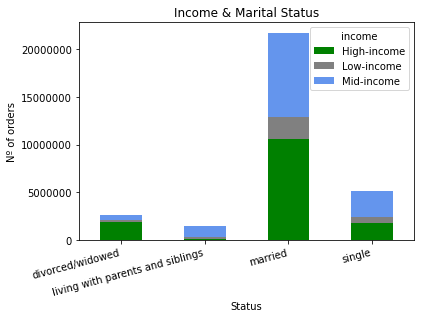 Income & Marital Status
income
High-income
Low-income
Mid-income
20000000
15000000
10000000
5000000
0
Nº of orders
divorced/widowed
living with parents and siblings
married
single
Status